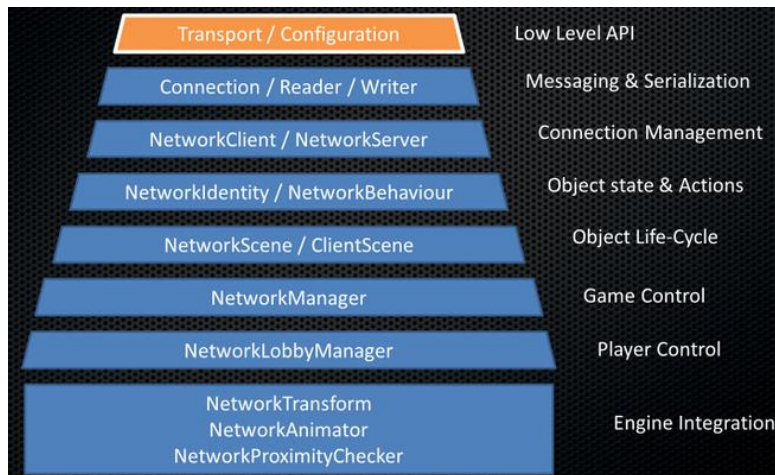 Transport / Configuration Low Level API
Connection / Reader / Writer Messaging & Serialization
NetworkClient / NetworkServer Connection Management
NetworkIdentity / NetworkBehaviour Object state & Actions
NetworkScene / ClientScene Object Life-Cycle
NetworkManager Game Control
NetworkLobbyManager Player Control
NetworkTransform
NetworkAnimator Engine Integration
NetworkProximityChecker